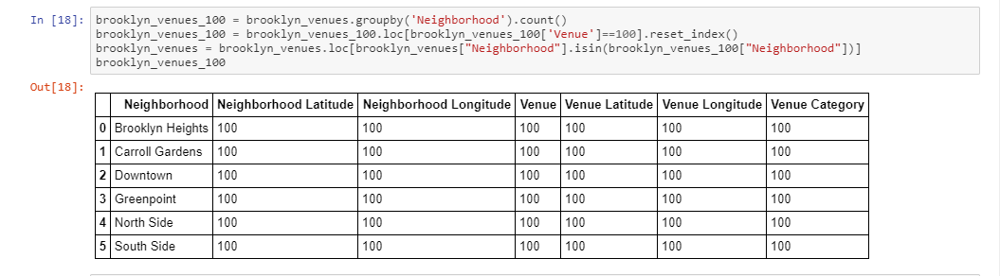 In [18]: brooklyn_venues_100 = brooklyn_venues.groupby('Neighborhood').count()
brooklyn_venues_100 = brooklyn_venues_100.loc[brooklyn_venues_100['Venue']==100].reset_index()
brooklyn_venues = brooklyn_venues.loc[brooklyn_venues["Neighborhood"].isin(brooklyn_venues_100["Neighborhood"])]
brooklyn_venues_100
Out[18]:
Neighborhood Neighborhood Latitude Neighborhood Longitude Venue Venue Latitude Venue Longitude Venue Category
0 Brooklyn Heights 100 100 100 100 100 100
1 Carroll Gardens 100 100 100 100 100 100
2 Downtown 100 100 100 100 100 100
3 Greenpoint 100 100 100 100 100 100
4 North Side 100 100 100 100 100 100
5 South Side 100 100 100 100 100 100